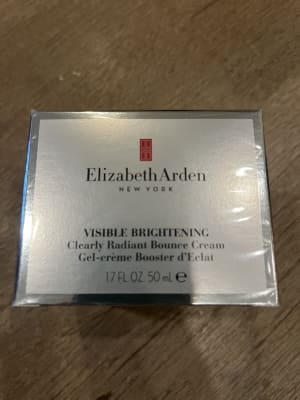 Elizabeth Arden
NEW YORK
VISIBLE BRIGHTENING
Clearly Radiant Bounce Cream
Gel-crème Booster d'Eclat
1.7 FL. OZ. 50 mL ℮